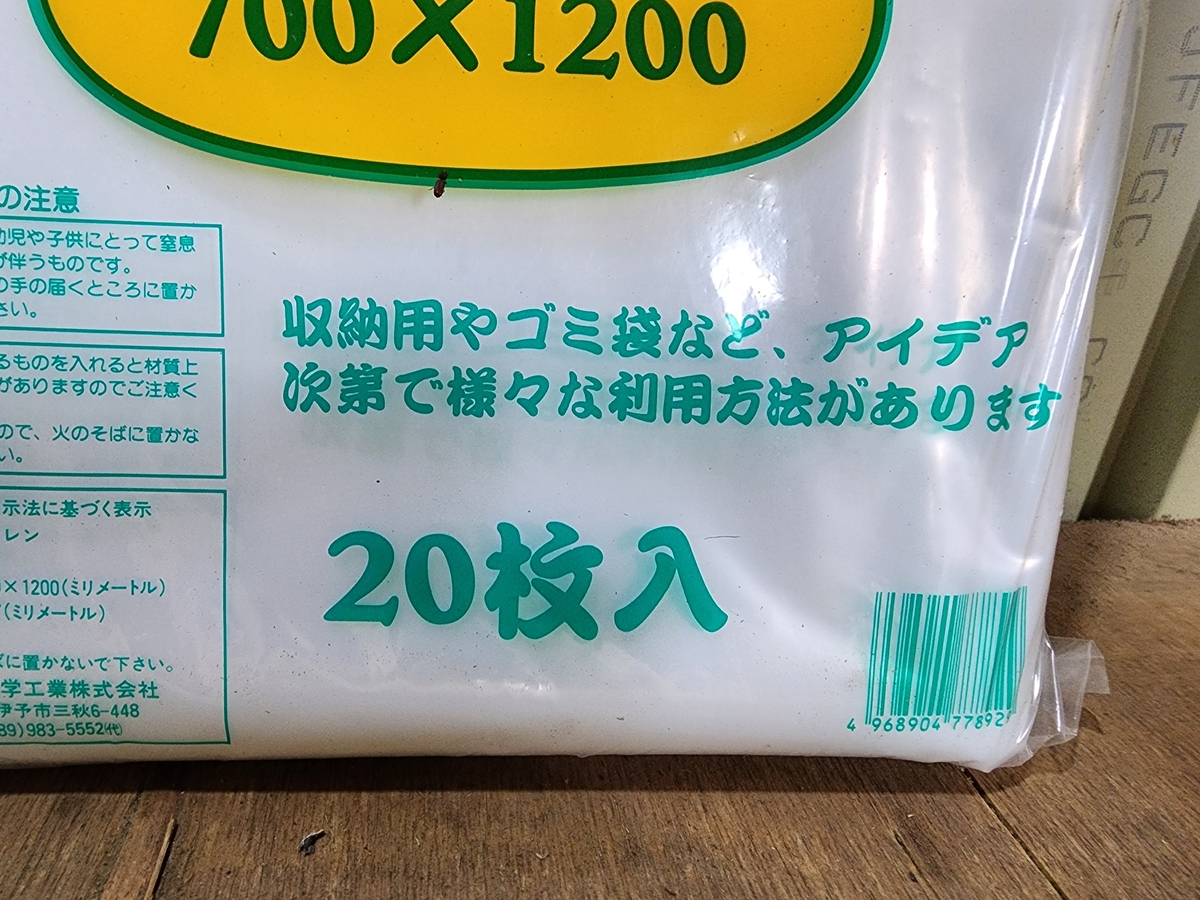 700×1200
の注意
幼児や子供にとって窒息
が伴うものです。
の手の届くところに置か
さい。
るものを入れると材質上
がありますのでご注意く
ので、火のそばに置かな
い。
示法に基づく表示
レン
×1200(ミリメートル)
(ミリメートル)
ばに置かないで下さい。
学工業株式会社
伊予市三秋6-448
89)983-5552(代)
収納用やゴミ袋など、アイデア
次第で様々な利用方法があります
20枚入
4 968904 77892